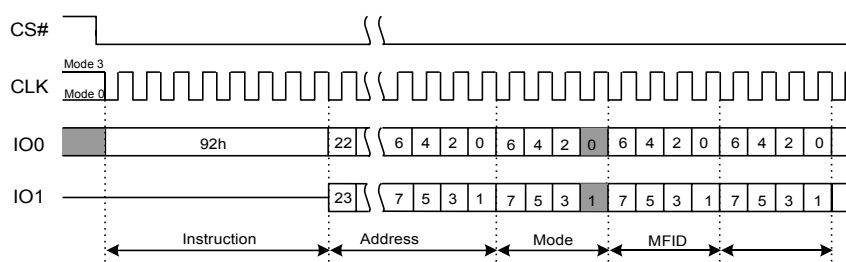 CS#
Mode 3
CLK
Mode 0
IO0 92h 22 6 4 2 0 6 4 2 0 6 4 2 0 6 4 2 0
IO1 23 7 5 3 1 7 5 3 1 7 5 3 1 7 5 3 1
Instruction Address Mode MFID